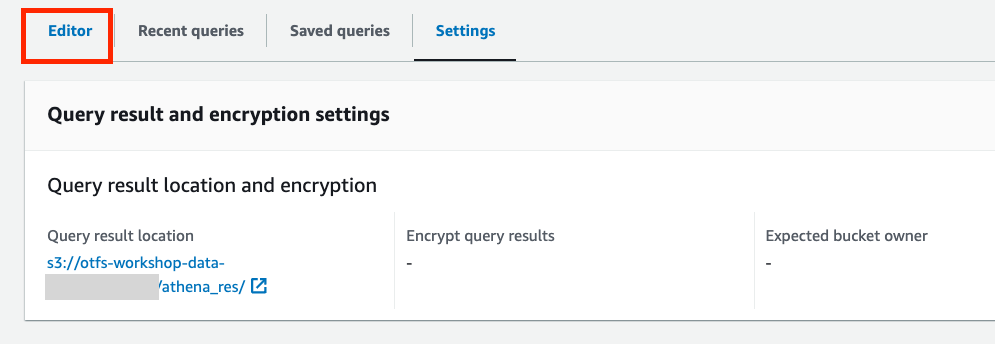 Editor Recent queries Saved queries Settings
Query result and encryption settings
Query result location and encryption
Query result location Encrypt query results Expected bucket owner
s3://otfs-workshop-data- - -
/athena_res/